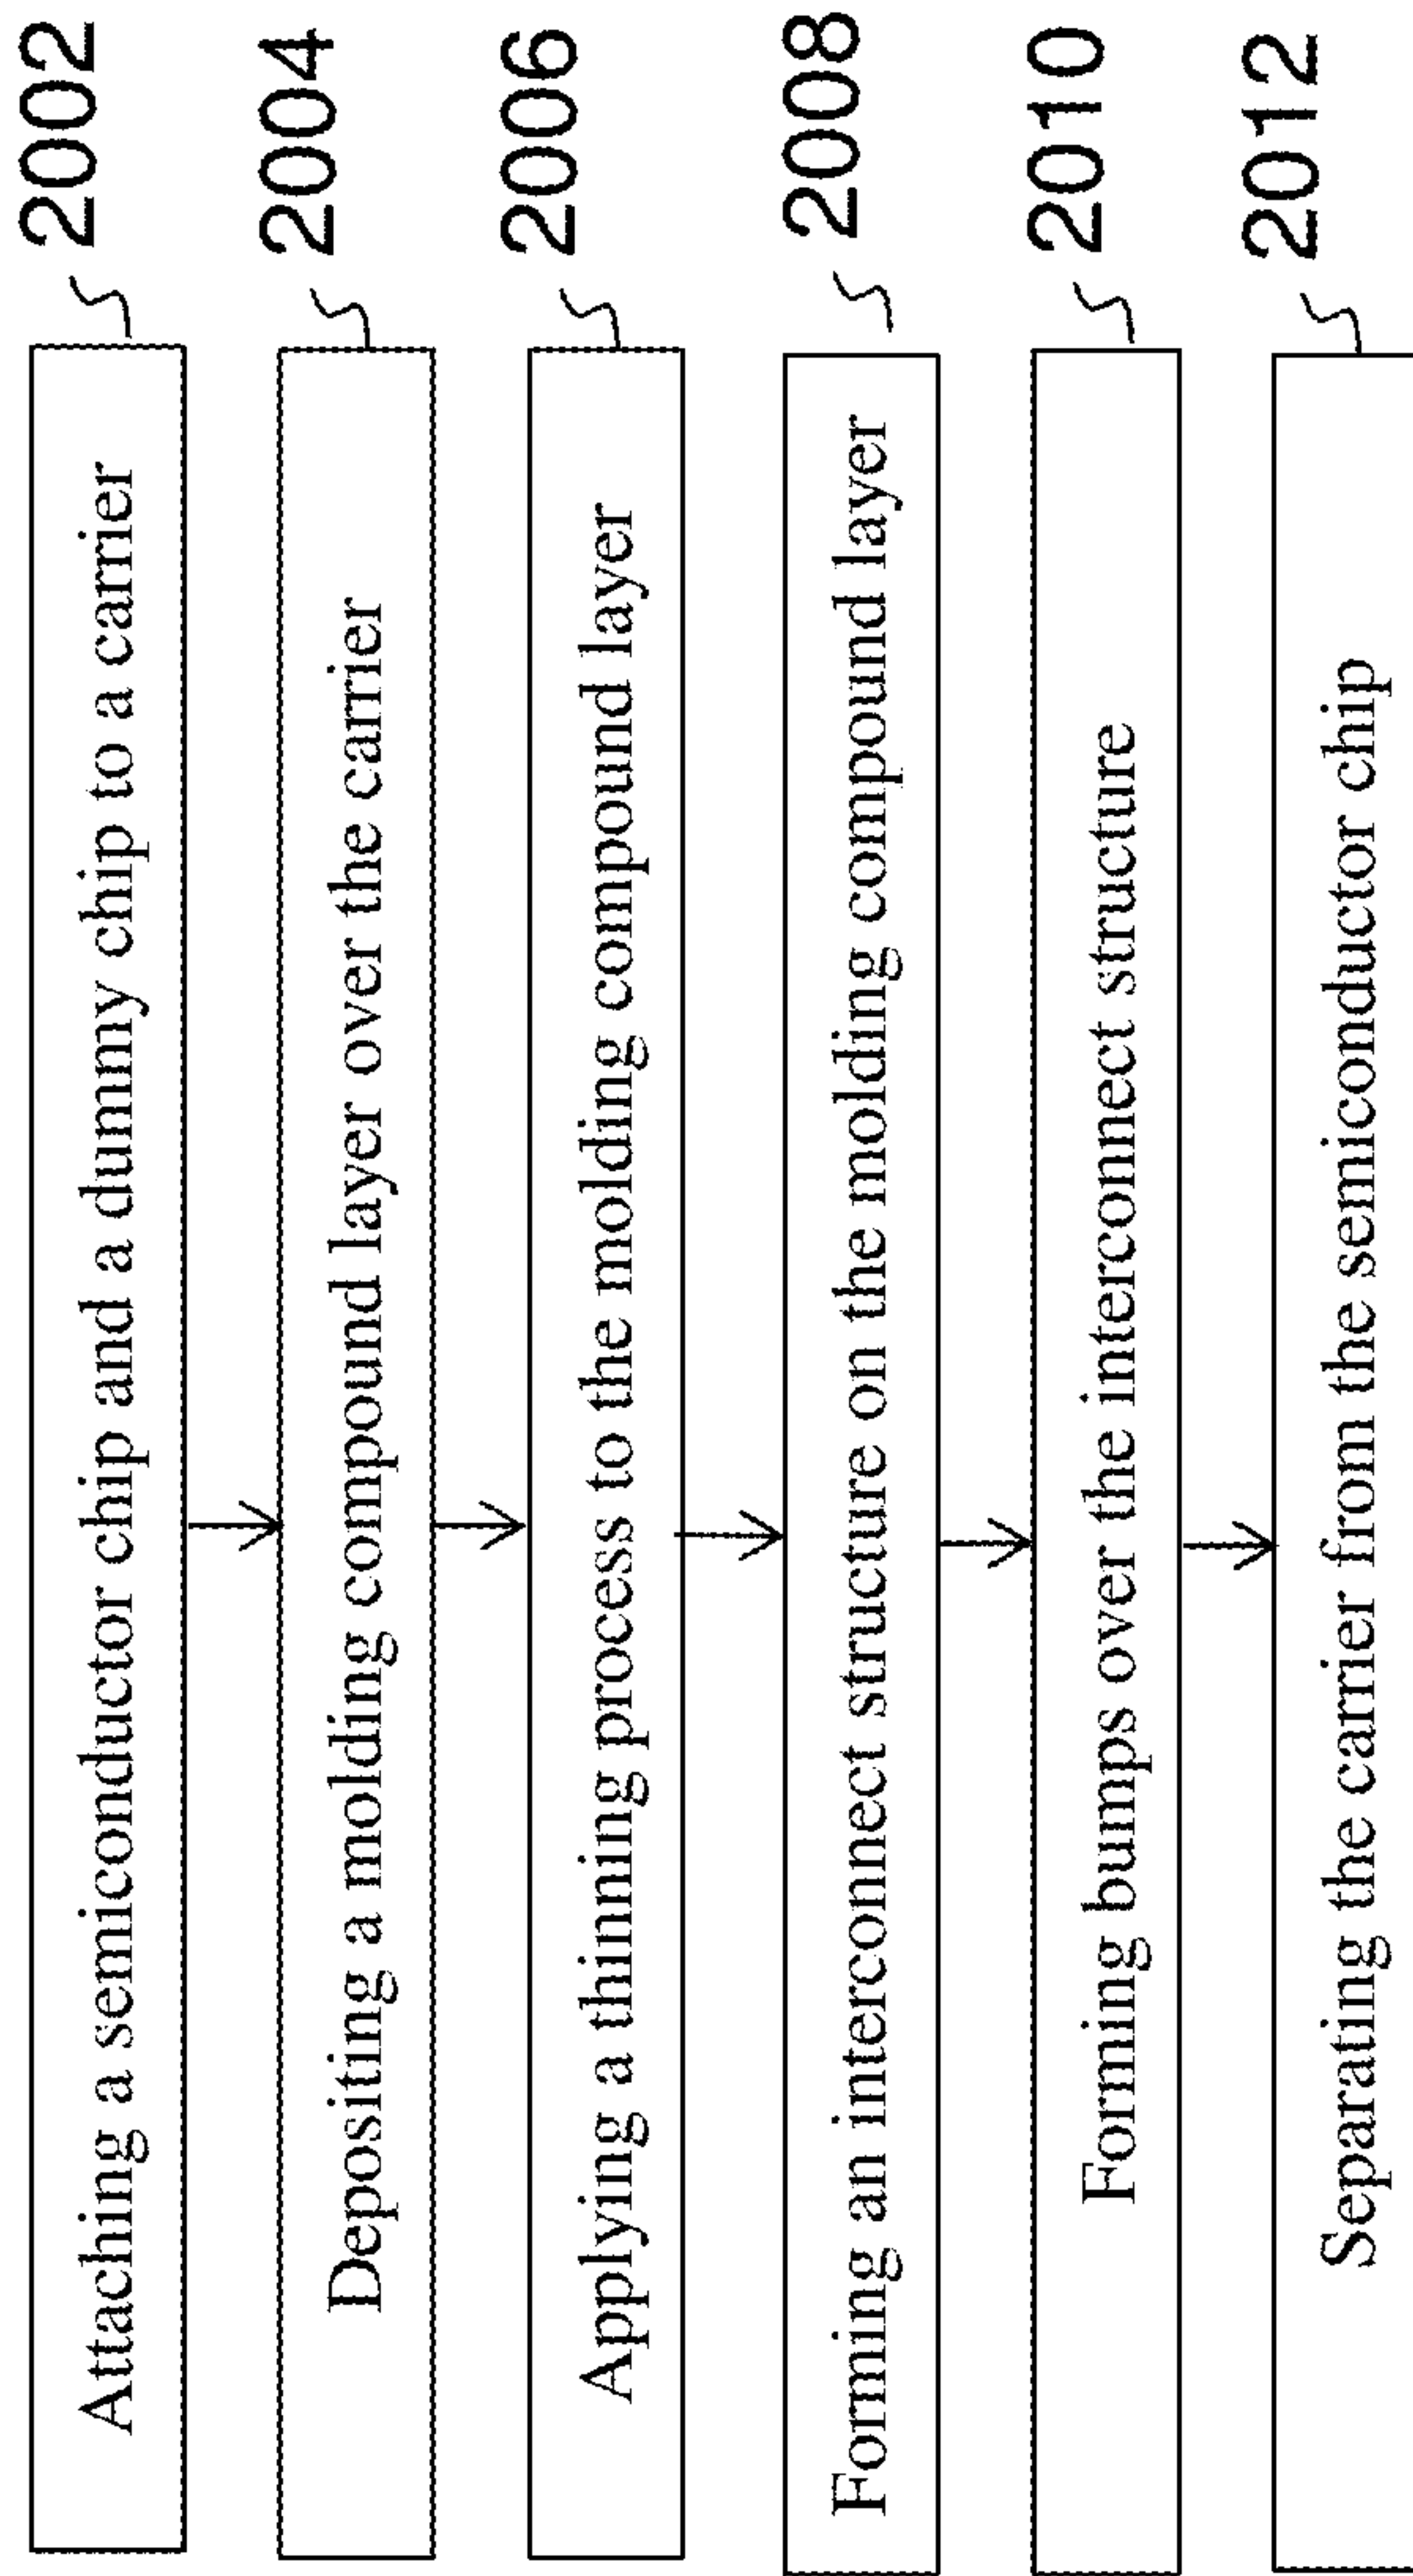 Attaching a semiconductor chip and a dummy chip to a carrier
2002
Depositing a molding compound layer over the carrier
2004
Applying a thinning process to the molding compound layer
2006
Forming an interconnect structure on the molding compound layer
2008
Forming bumps over the interconnect structure
2010
Separating the carrier from the semiconductor chip
2012